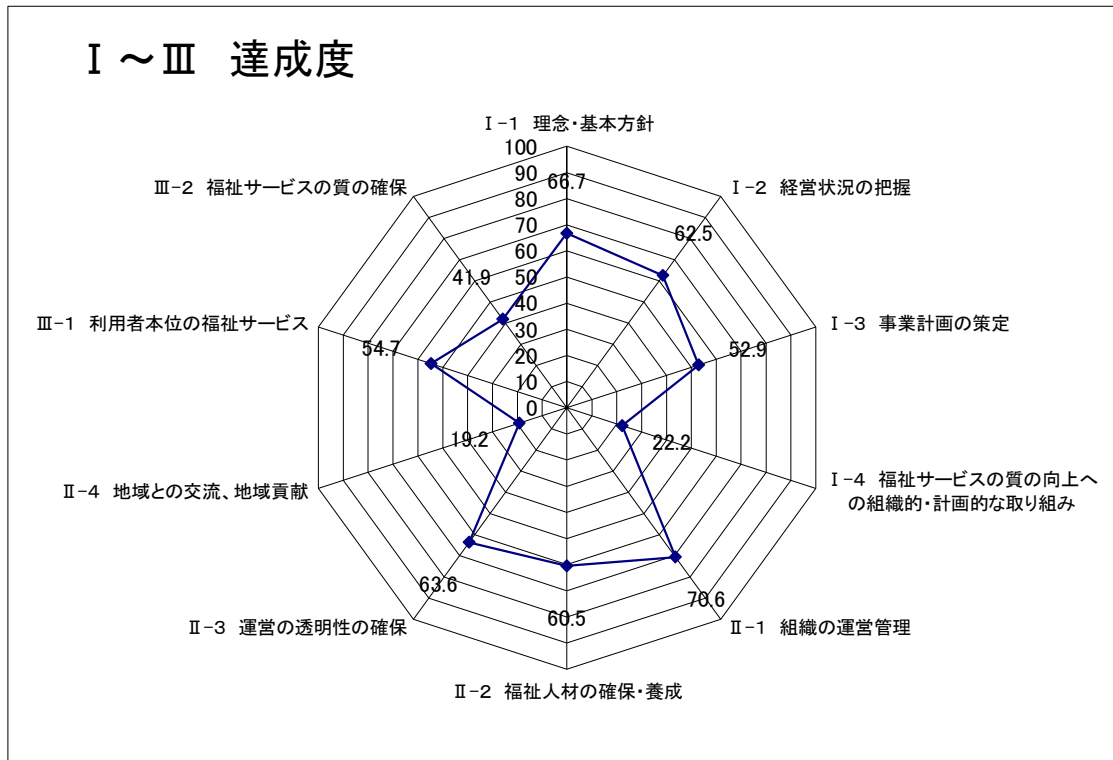 Ⅰ～Ⅲ 達成度
Ⅰ-1 理念・基本方針
Ⅰ-2 経営状況の把握
Ⅰ-3 事業計画の策定
Ⅰ-4 福祉サービスの質の向上へ
の組織的・計画的な取り組み
Ⅱ-1 組織の運営管理
Ⅱ-2 福祉人材の確保・養成
Ⅱ-3 運営の透明性の確保
Ⅱ-4 地域との交流、地域貢献
Ⅲ-1 利用者本位の福祉サービス
Ⅲ-2 福祉サービスの質の確保
100
90
80
70
60
50
40
30
20
10
0
66.7
62.5
52.9
22.2
70.6
60.5
63.6
19.2
54.7
41.9